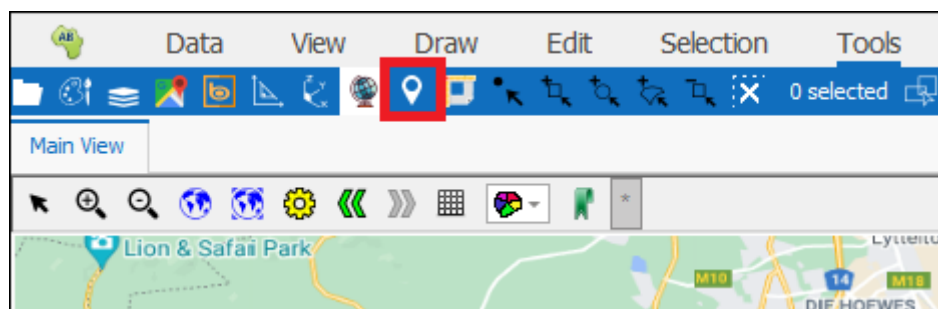 AB
Data View Draw Edit Selection Tools
0 selected
Main View
*
Lion & Safari Park
Lyttelto
M10
14
M18
DIE HOEWES